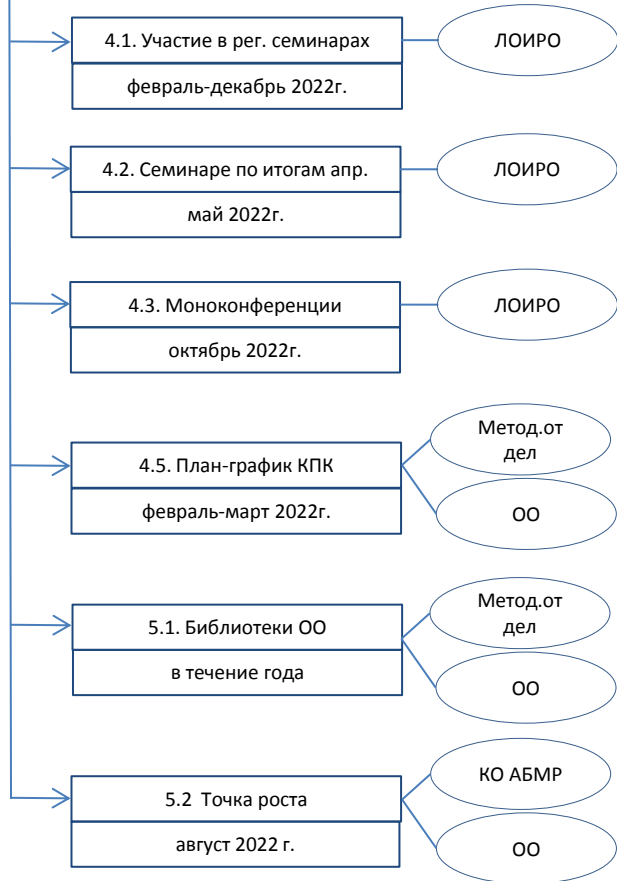 4.1. Участие в рег. семинарах
ЛОИРО
февраль-декабрь 2022г.
4.2. Семинаре по итогам апр.
ЛОИРО
май 2022г.
4.3. Моноконференции
ЛОИРО
октябрь 2022г.
Метод.от
дел
4.5. План-график КПК
февраль-март 2022г.
ОО
Метод.от
дел
5.1. Библиотеки ОО
в течение года
ОО
КО АБМР
5.2 Точка роста
август 2022 г.
ОО